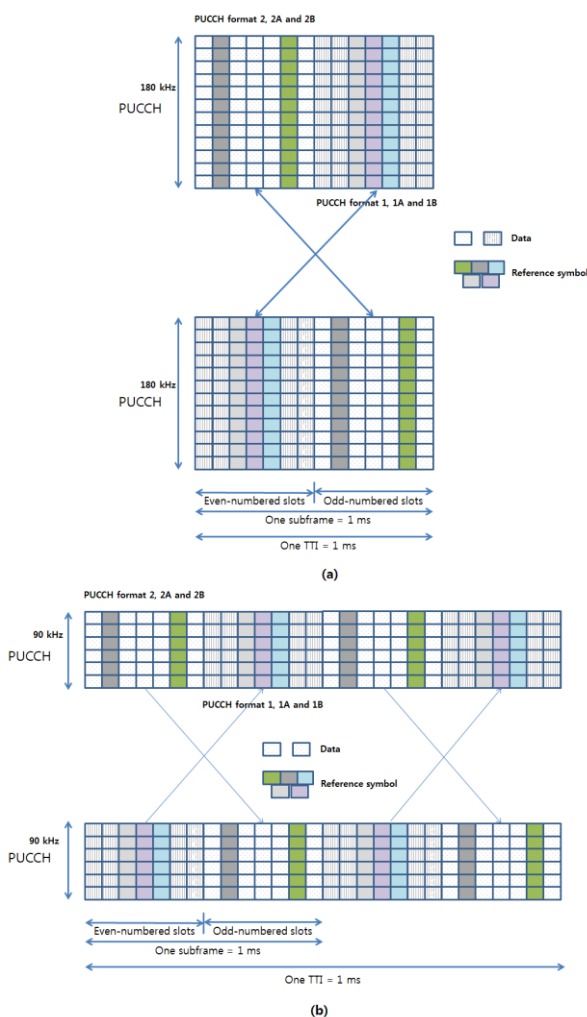 PUCCH format 2, 2A and 2B
180 kHz
PUCCH
PUCCH format 1, 1A and 1B
Data
Reference symbol
180 kHz
PUCCH
Even-numbered slots
Odd-numbered slots
One subframe = 1 ms
One TTI = 1 ms
(a)
PUCCH format 2, 2A and 2B
90 kHz
PUCCH
PUCCH format 1, 1A and 1B
Data
Reference symbol
90 kHz
PUCCH
Even-numbered slots
Odd-numbered slots
One subframe = 1 ms
One TTI = 1 ms
(b)